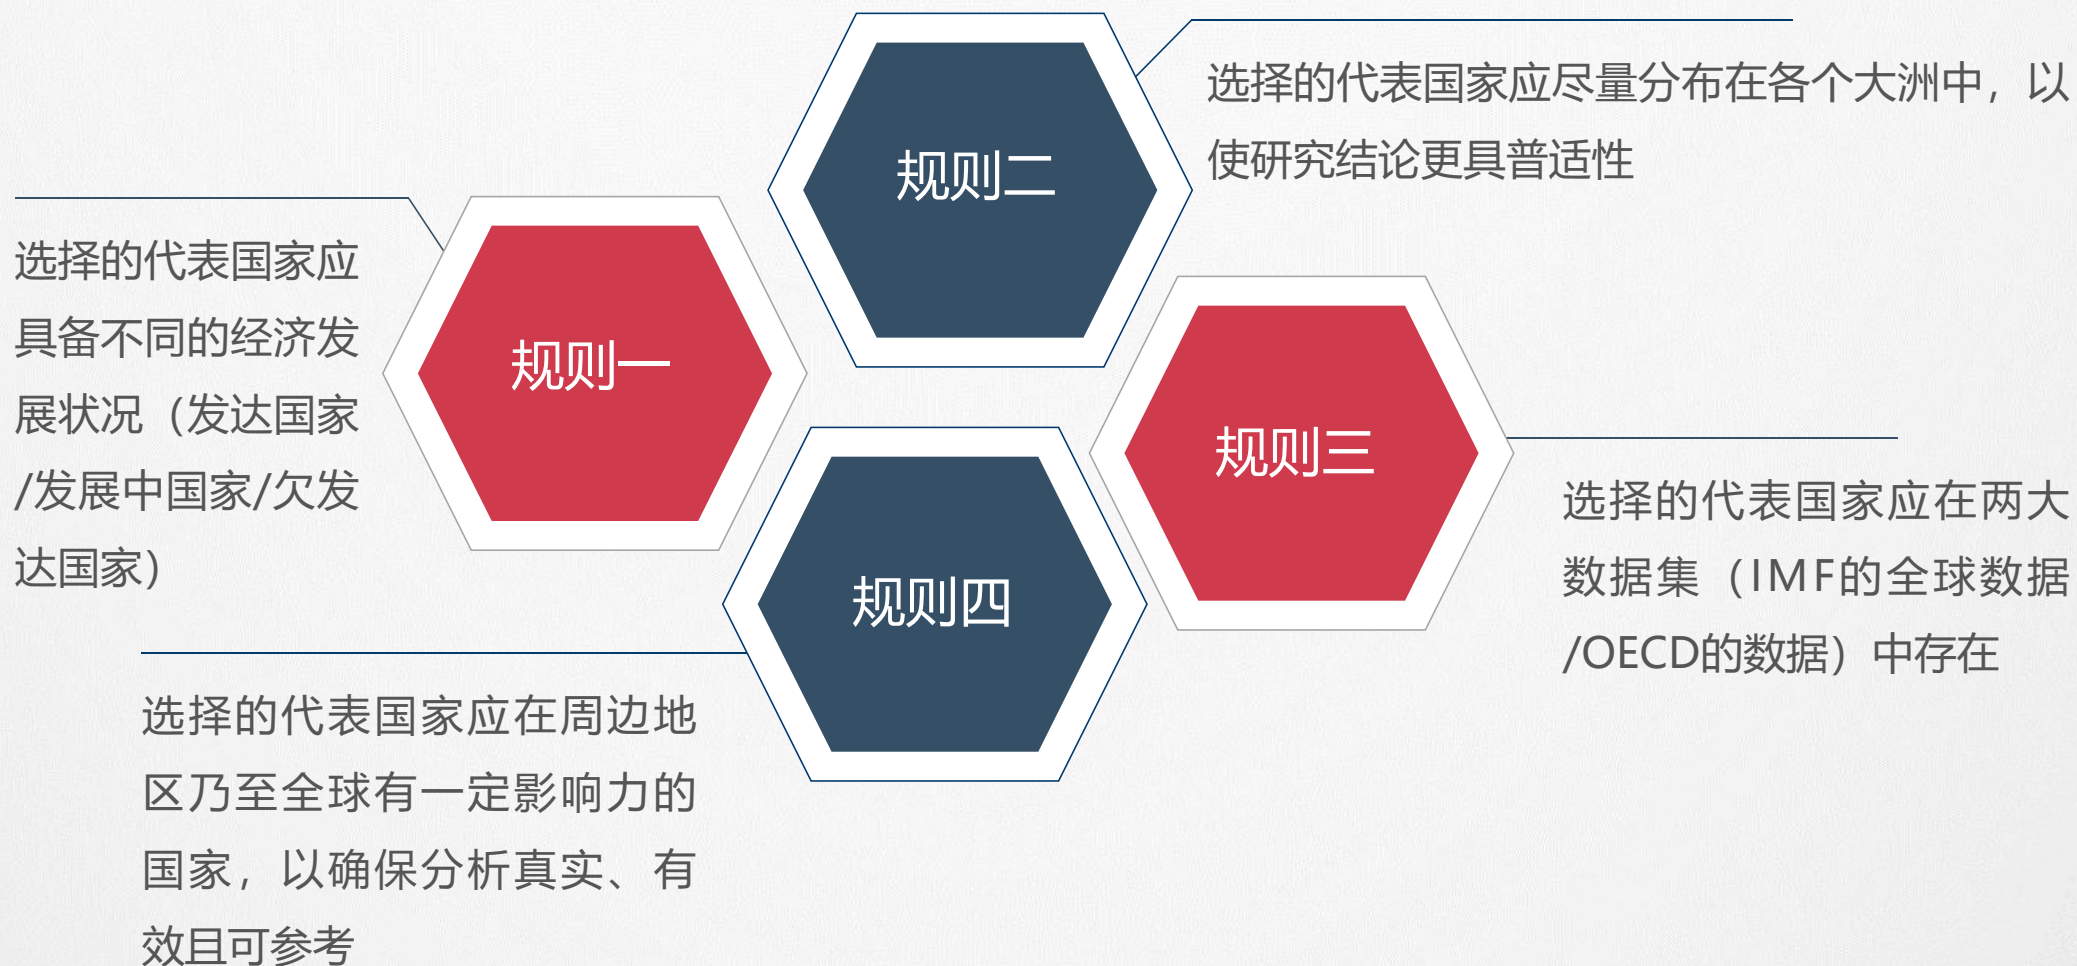 规则一
选择的代表国家应
具备不同的经济发
展状况（发达国家
/发展中国家/欠发
达国家）
规则二
选择的代表国家应尽量分布在各个大洲中，以
使研究结论更具普适性
规则三
选择的代表国家应在两大
数据集（IMF的全球数据
/OECD的数据）中存在
规则四
选择的代表国家应在周边地
区乃至全球有一定影响力的
国家，以确保分析真实、有
效且可参考